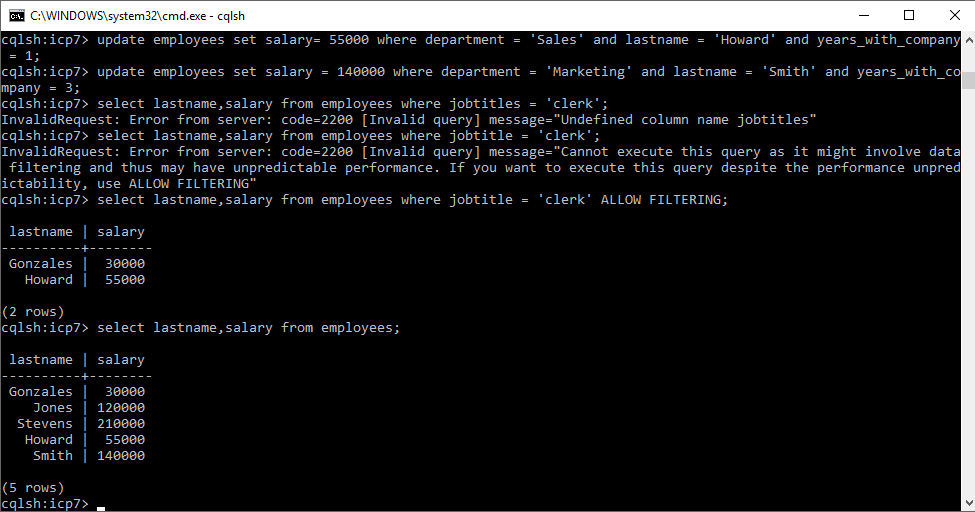 C:\WINDOWS\system32\cmd.exe - cqlsh
cqlsh:icp7> update employees set salary= 55000 where department = 'Sales' and lastname = 'Howard' and years_with_company
 = 1;
cqlsh:icp7> update employees set salary = 140000 where department = 'Marketing' and lastname = 'Smith' and years_with_co
mpany = 3;
cqlsh:icp7> select lastname,salary from employees where jobtitles = 'clerk';
InvalidRequest: Error from server: code=2200 [Invalid query] message="Undefined column name jobtitles"
cqlsh:icp7> select lastname,salary from employees where jobtitle = 'clerk';
InvalidRequest: Error from server: code=2200 [Invalid query] message="Cannot execute this query as it might involve data
 filtering and thus may have unpredictable performance. If you want to execute this query despite the performance unpred
ictability, use ALLOW FILTERING"
cqlsh:icp7> select lastname,salary from employees where jobtitle = 'clerk' ALLOW FILTERING;
 lastname | salary
----------+--------
 Gonzales |  30000
   Howard |  55000
(2 rows)
cqlsh:icp7> select lastname,salary from employees;
 lastname | salary
----------+--------
 Gonzales |  30000
    Jones | 120000
  Stevens | 210000
   Howard |  55000
    Smith | 140000
(5 rows)
cqlsh:icp7>